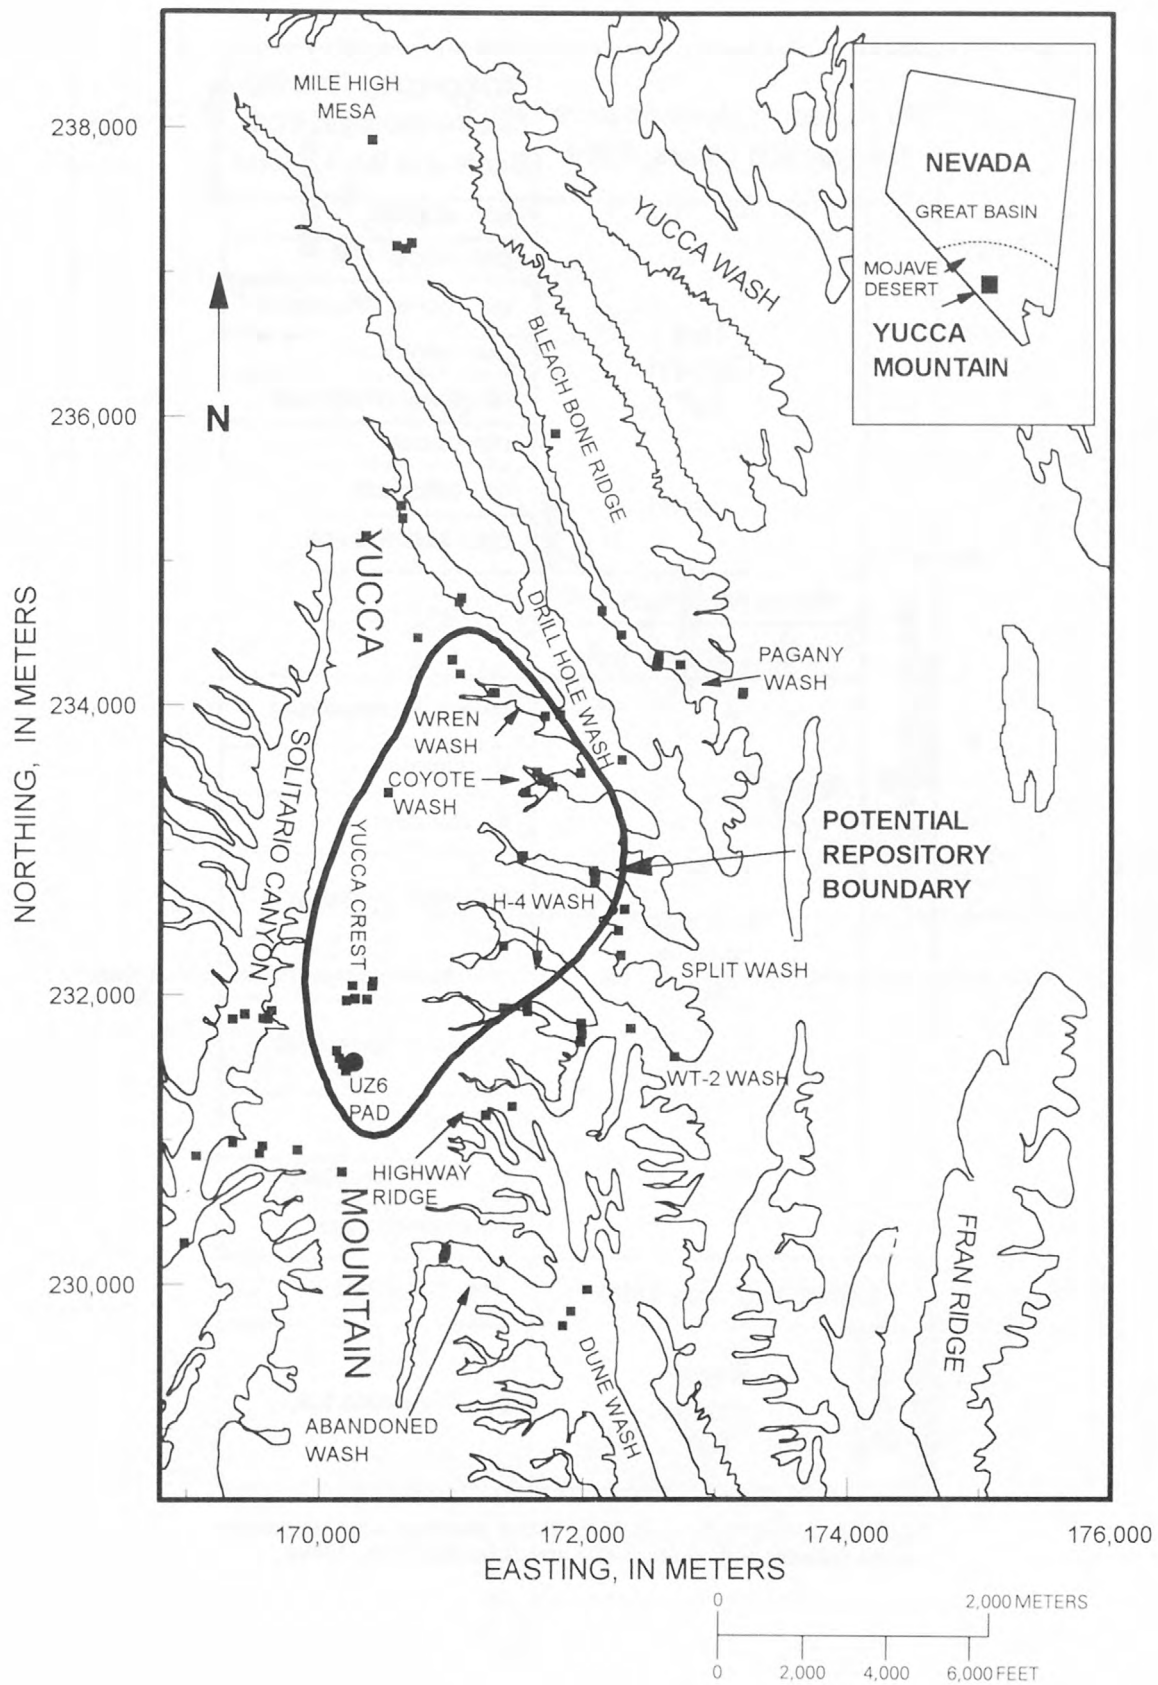 MILE HIGH
MESA
238,000
NEVADA
GREAT BASIN
MOJAVE
DESERT
YUCCA
MOUNTAIN
YUCCA WASH
BLEACH BONE RIDGE
N
236,000
YUCCA
DRILL HOLE WASH
PAGANY
WASH
234,000
WREN
WASH
SOLITARIO CANYON
COYOTE
WASH
YUCCA CREST
POTENTIAL
REPOSITORY
BOUNDARY
H-4 WASH
SPLIT WASH
232,000
WT-2 WASH
UZ6
PAD
HIGHWAY
RIDGE
MOUNTAIN
FRAN RIDGE
230,000
DUNE WASH
ABANDONED
WASH
NORTHING, IN METERS
170,000
172,000
174,000
176,000
EASTING, IN METERS
0
2,000 METERS
0
2,000
4,000
6,000 FEET